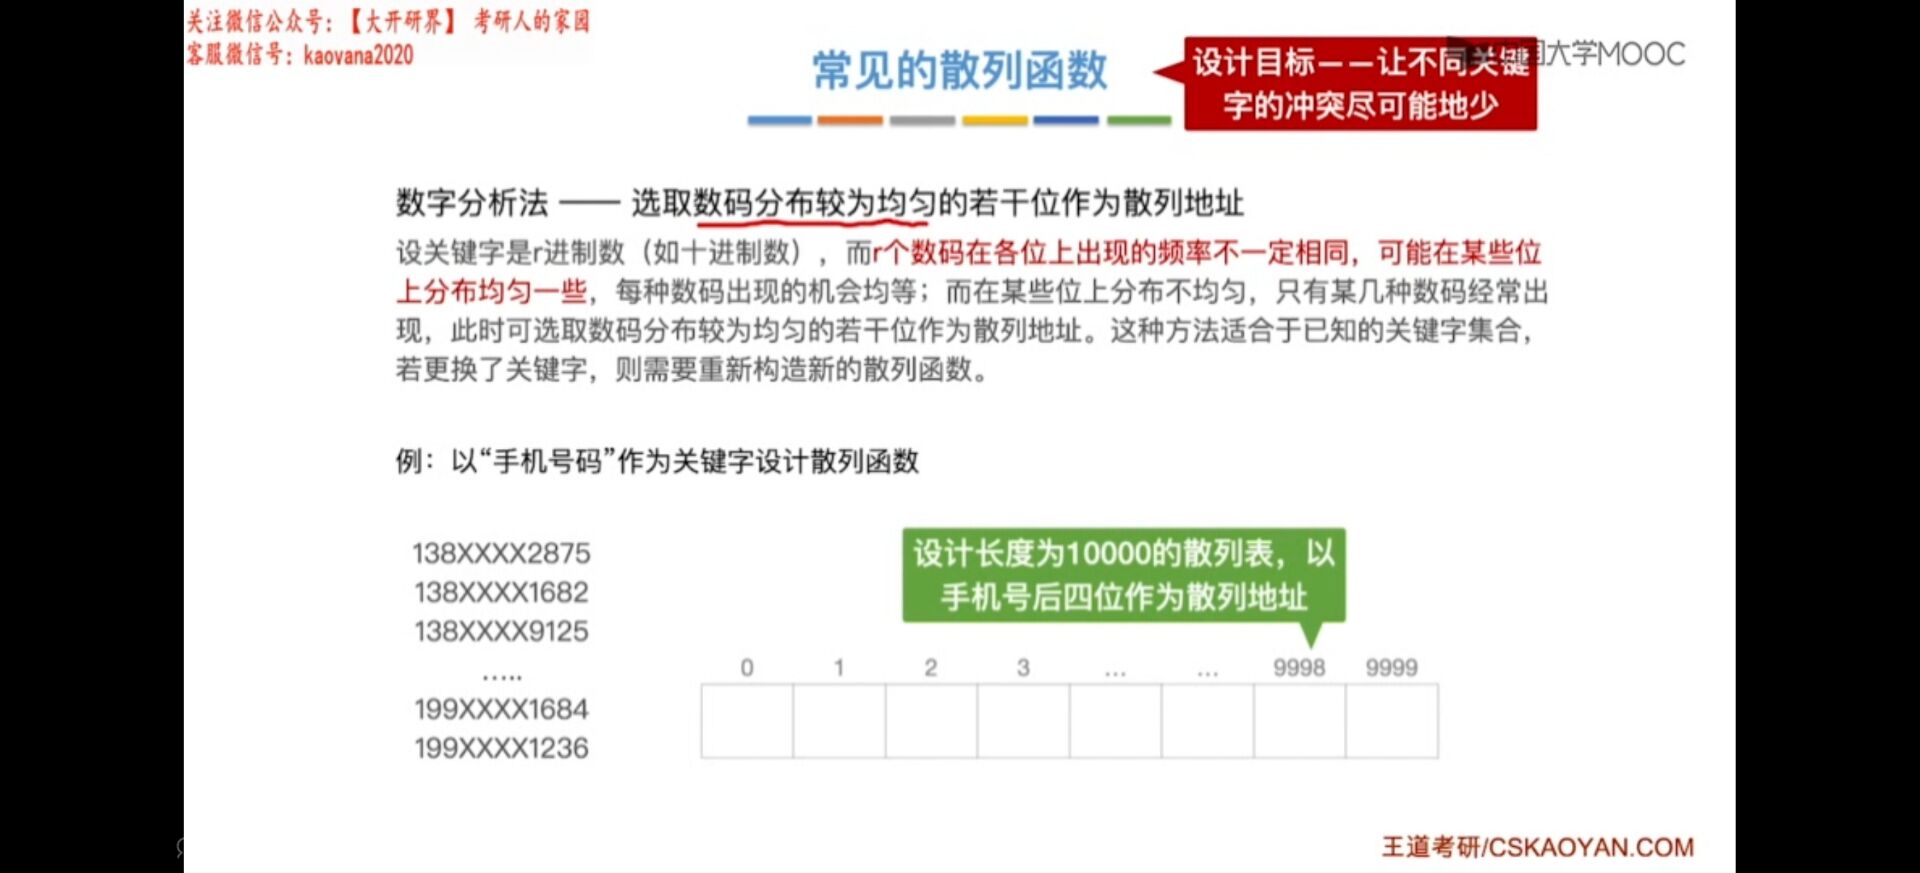 关注微信公众号：【大开研界】 考研人的家园
客服微信号：kaovana2020
常见的散列函数
设计目标——让不同关键
字的冲突尽可能地少
国大学MOOC
数字分析法 —— 选取数码分布较为均匀的若干位作为散列地址
设关键字是r进制数（如十进制数），而r个数码在各位上出现的频率不一定相同，可能在某些位
上分布均匀一些，每种数码出现的机会均等；而在某些位上分布不均匀，只有某几种数码经常出
现，此时可选取数码分布较为均匀的若干位作为散列地址。这种方法适合于已知的关键字集合，
若更换了关键字，则需要重新构造新的散列函数。
例：以“手机号码”作为关键字设计散列函数
138XXXX2875
138XXXX1682
138XXXX9125
.....
199XXXX1684
199XXXX1236
设计长度为10000的散列表，以
手机号后四位作为散列地址
0 1 2 3 ... ... 9998 9999
王道考研/CSKAOYAN.COM